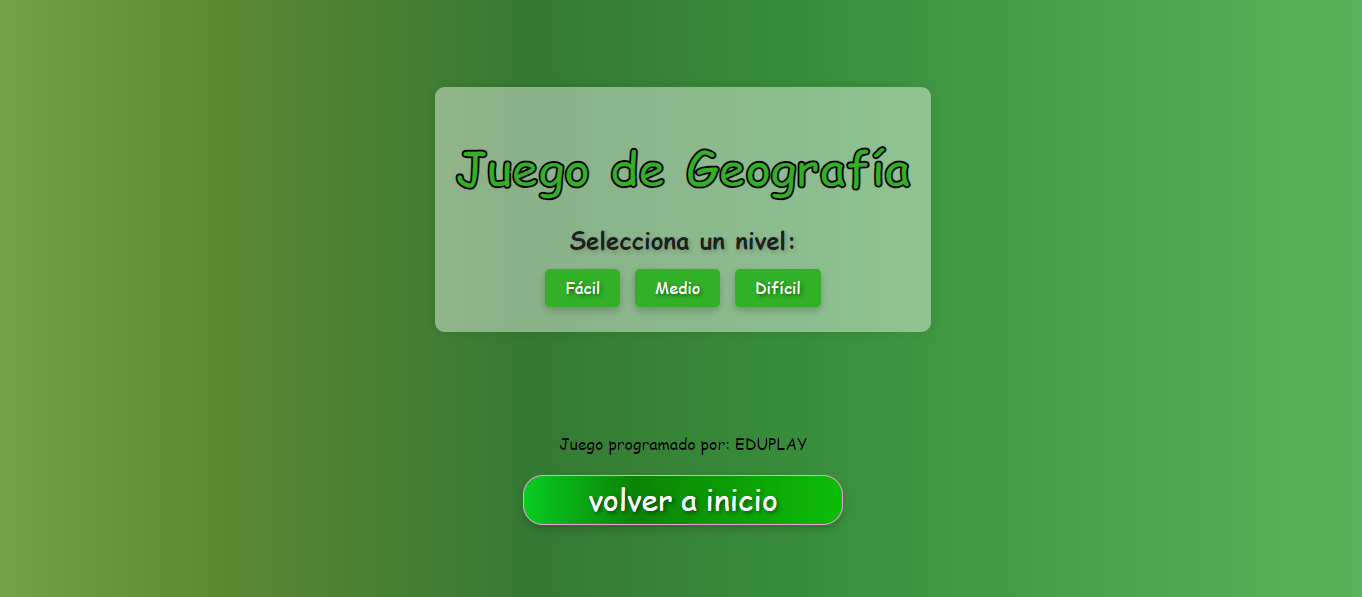 Juego de Geografía
Selecciona un nivel:
Fácil Medio Difícil
Juego programado por: EDUPLAY
volver a inicio